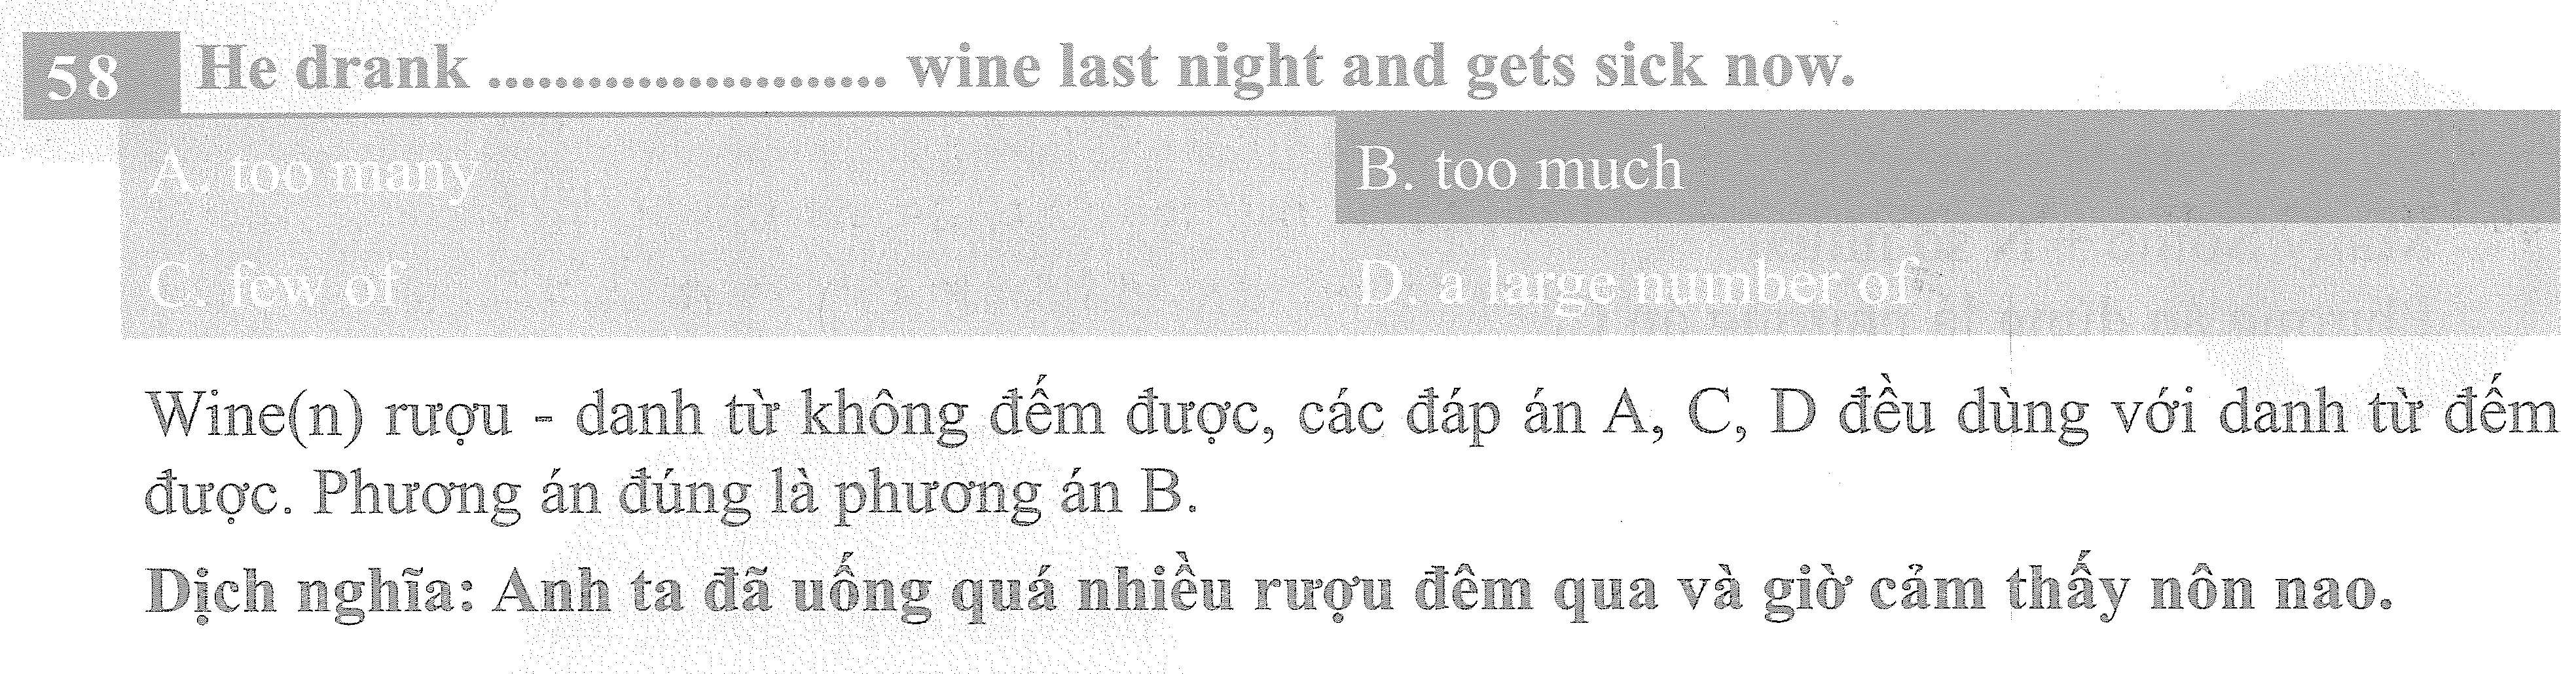 58 He drank ............................. wine last night and gets sick now.
A. too many
B. too much
C. few of
D. a large number of
Wine(n) rượu - danh từ không đếm được, các đáp án A, C, D đều dùng với danh từ đếm
được. Phương án đúng là phương án B.
Dịch nghĩa: Anh ta đã uống quá nhiều rượu đêm qua và giờ cảm thấy nôn nao.